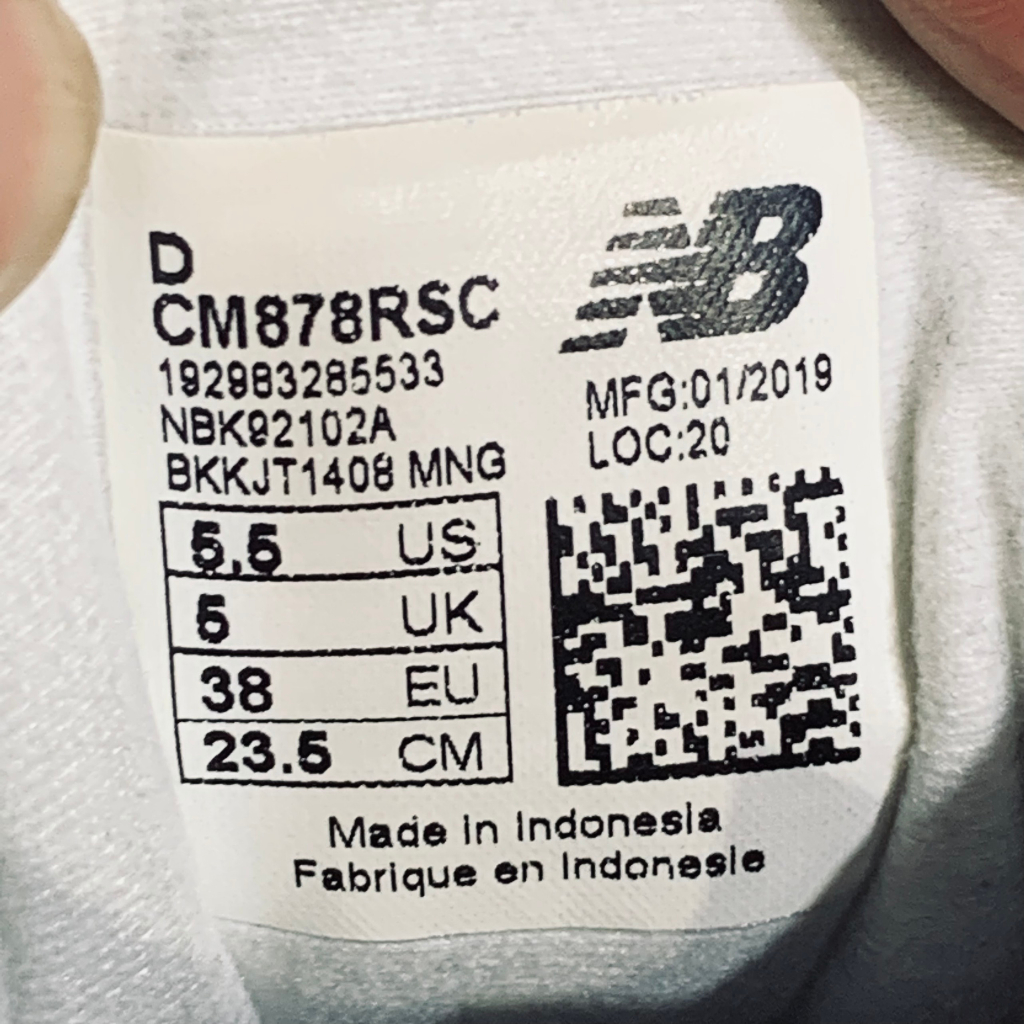 D
CM878RSC
192983285533
NBK92102A
BKKJT1408 MNG
NB
MFG:01/2019
LOC:20
5.5 US
5 UK
38 EU
23.5 CM
Made in Indonesia
Fabrique en Indonesie